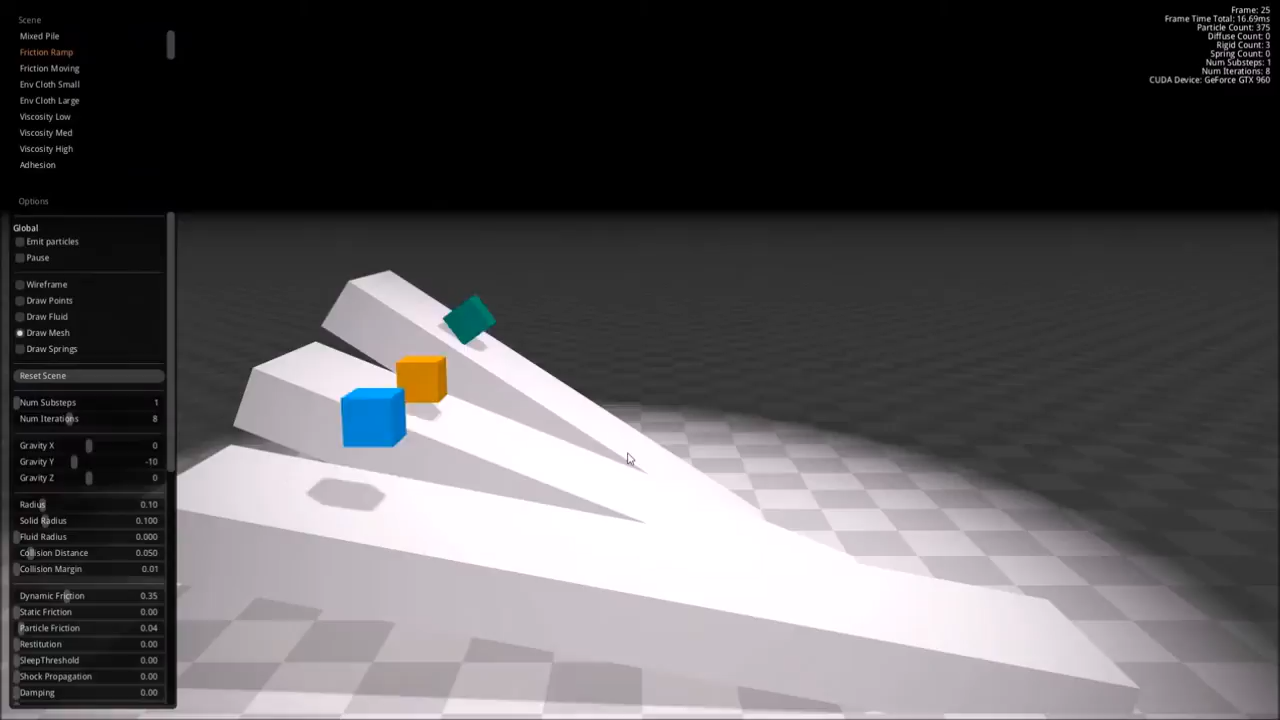 Scene
Mixed Pile
Friction Ramp
Friction Moving
Env Cloth Small
Env Cloth Large
Viscosity Low
Viscosity Med
Viscosity High
Adhesion
Options
Global
Emit particles
Pause
Wireframe
Draw Points
Draw Fluid
Draw Mesh
Draw Springs
Reset Scene
Num Substeps 1
Num Iterations 8
Gravity X 0
Gravity Y -10
Gravity Z 0
Radius 0.10
Solid Radius 0.100
Fluid Radius 0.000
Collision Distance 0.050
Collision Margin 0.01
Dynamic Friction 0.35
Static Friction 0.00
Particle Friction 0.04
Restitution 0.00
SleepThreshold 0.00
Shock Propagation 0.00
Damping 0.00
Frame: 25
Frame Time Total: 16.69ms
Particle Count: 375
Diffuse Count: 0
Rigid Count: 3
Spring Count: 0
Num Substeps: 1
Num Iterations: 8
CUDA Device: GeForce GTX 960